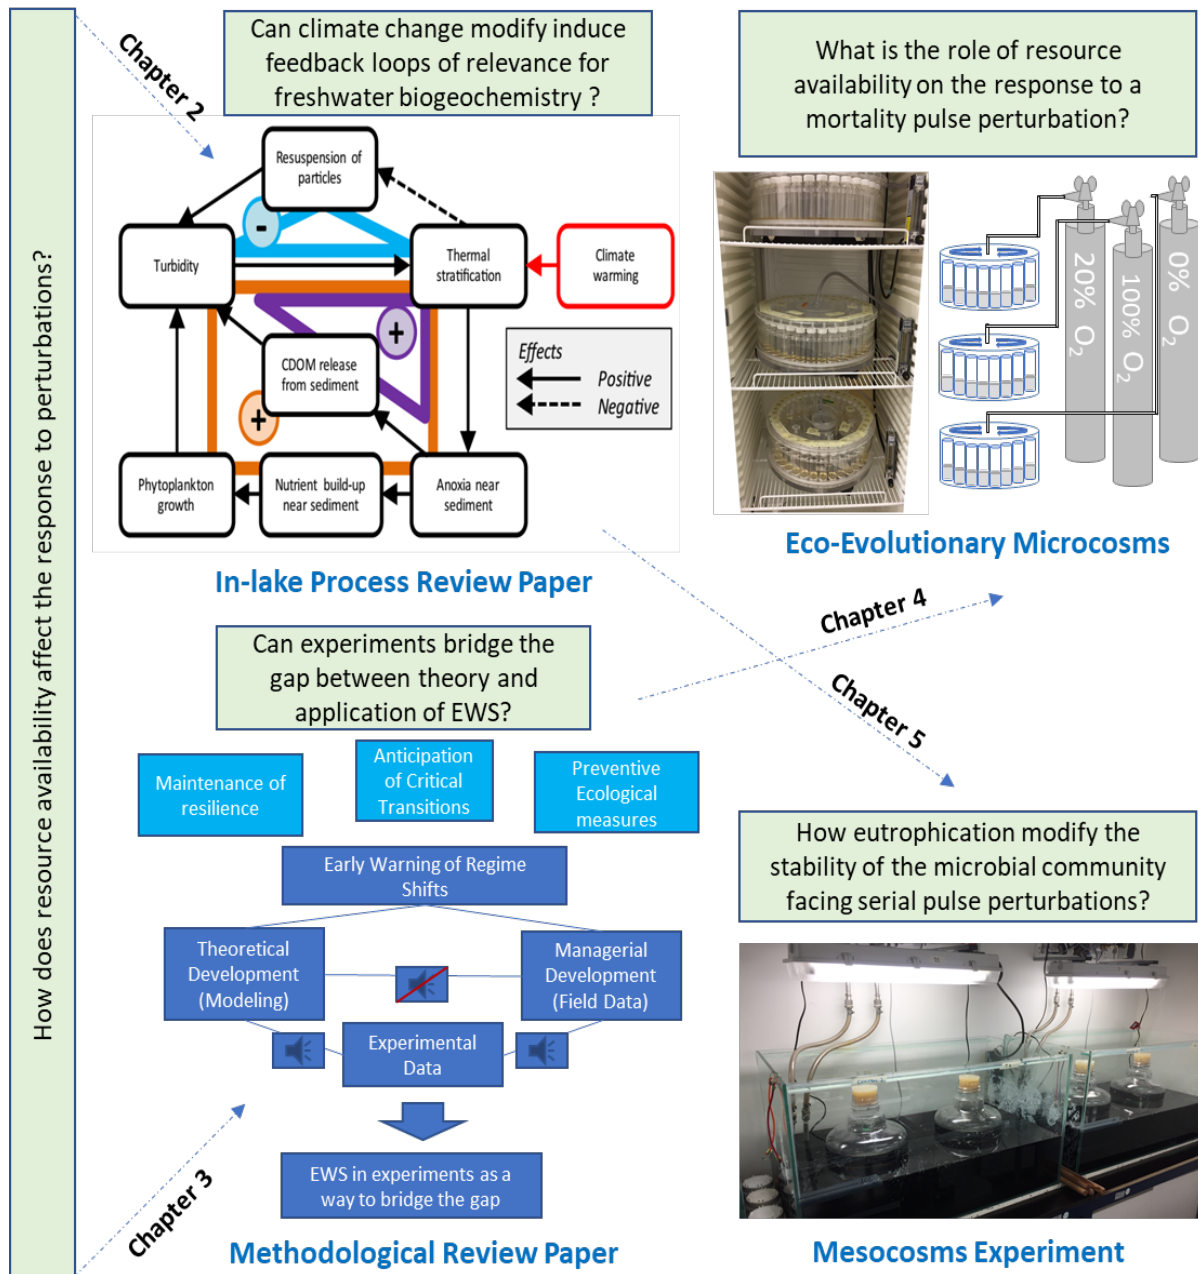 How does resource availability affect the response to perturbations?
Chapter 2
Can climate change modify induce
feedback loops of relevance for
freshwater biogeochemistry ?
Resuspension of
particles
-
Turbidity
Thermal
stratification
Climate
warming
+
CDOM release
from sediment
+
Effects
Positive
Negative
Phytoplankton
growth
Nutrient build-up
near sediment
Anoxia near
sediment
In-lake Process Review Paper
What is the role of resource
availability on the response to a
mortality pulse perturbation?
20% O2
100% O2
0% O2
Eco-Evolutionary Microcosms
Chapter 4
Chapter 5
Can experiments bridge the
gap between theory and
application of EWS?
Maintenance of
resilience
Anticipation
of Critical
Transitions
Preventive
Ecological
measures
Early Warning of Regime
Shifts
Theoretical
Development
(Modeling)
Managerial
Development
(Field Data)
Experimental
Data
EWS in experiments as a
way to bridge the gap
Chapter 3
Methodological Review Paper
How eutrophication modify the
stability of the microbial community
facing serial pulse perturbations?
Mesocosms Experiment